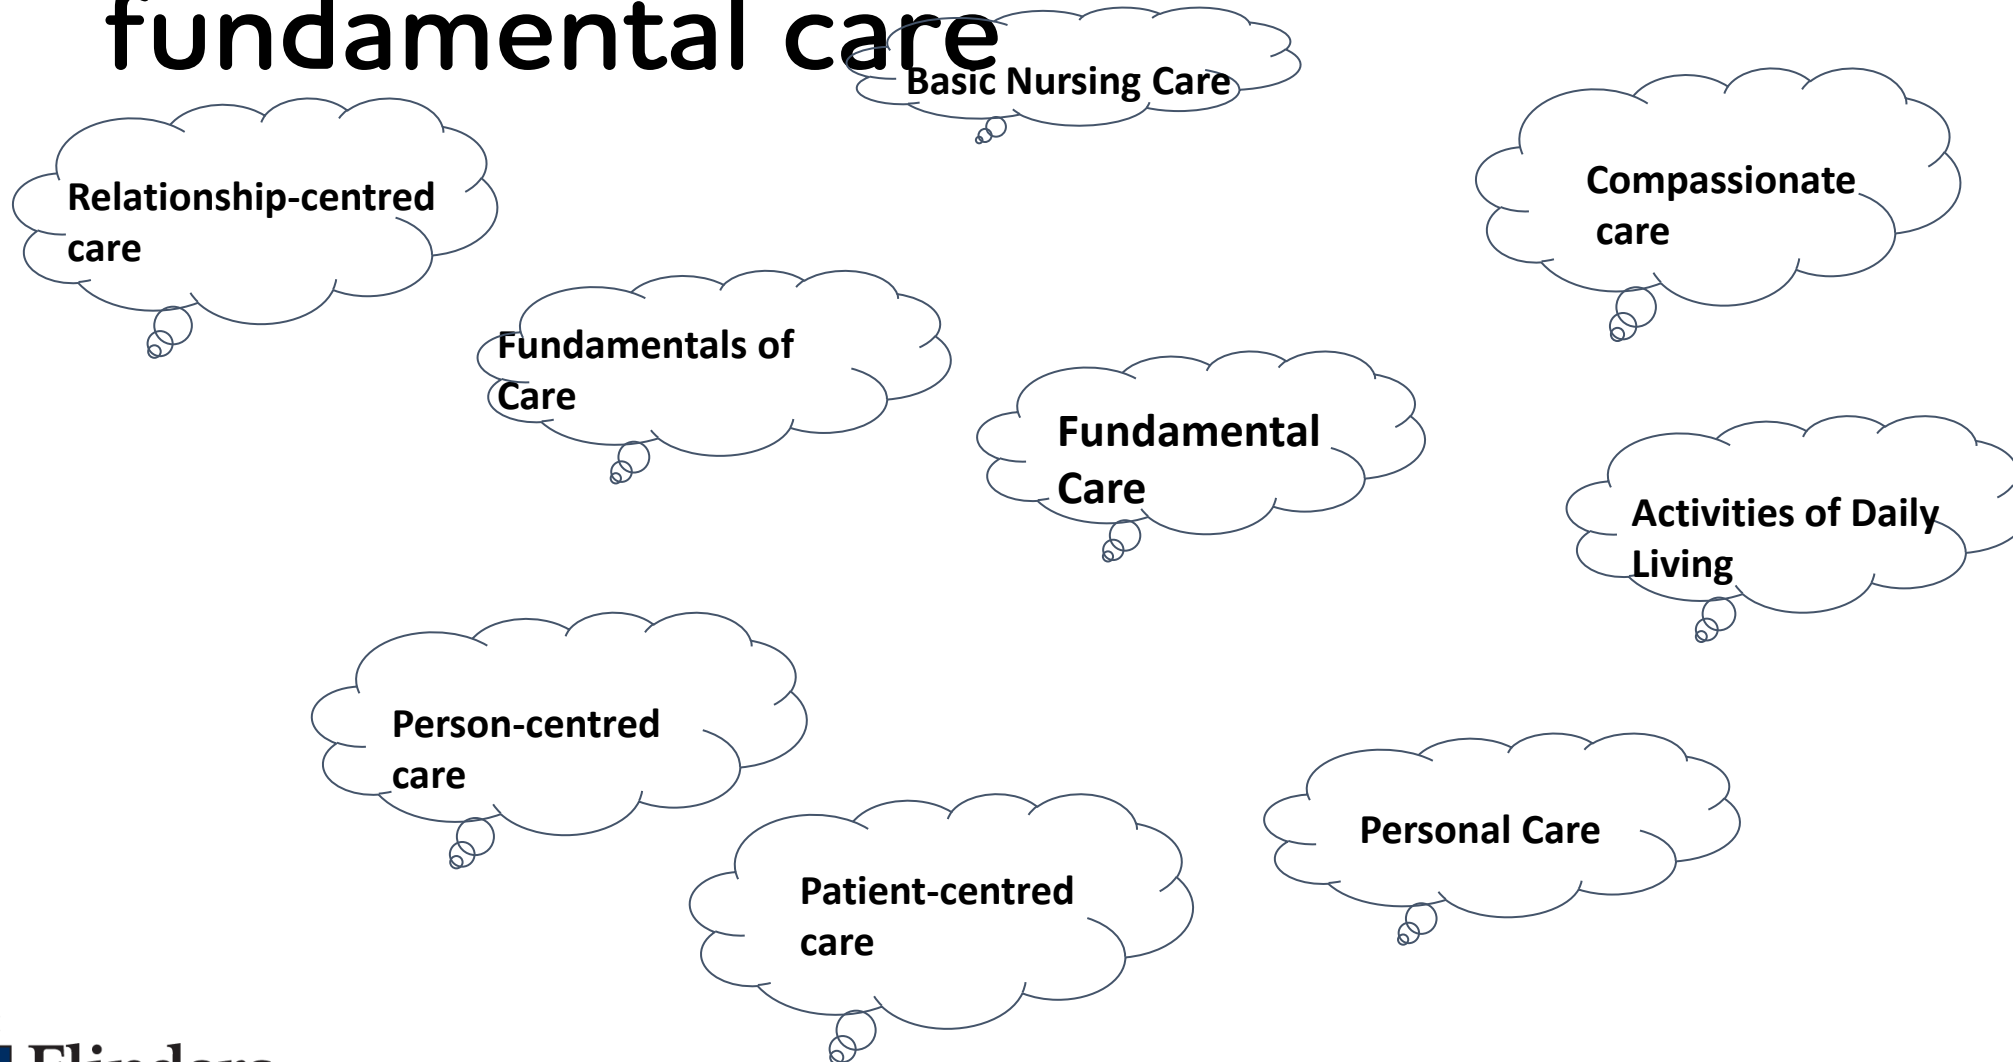 fundamental care
Basic Nursing Care
Relationship-centred
care
Compassionate
care
Fundamentals of
Care
Fundamental
Care
Activities of Daily
Living
Person-centred
care
Patient-centred
care
Personal Care
Flinders